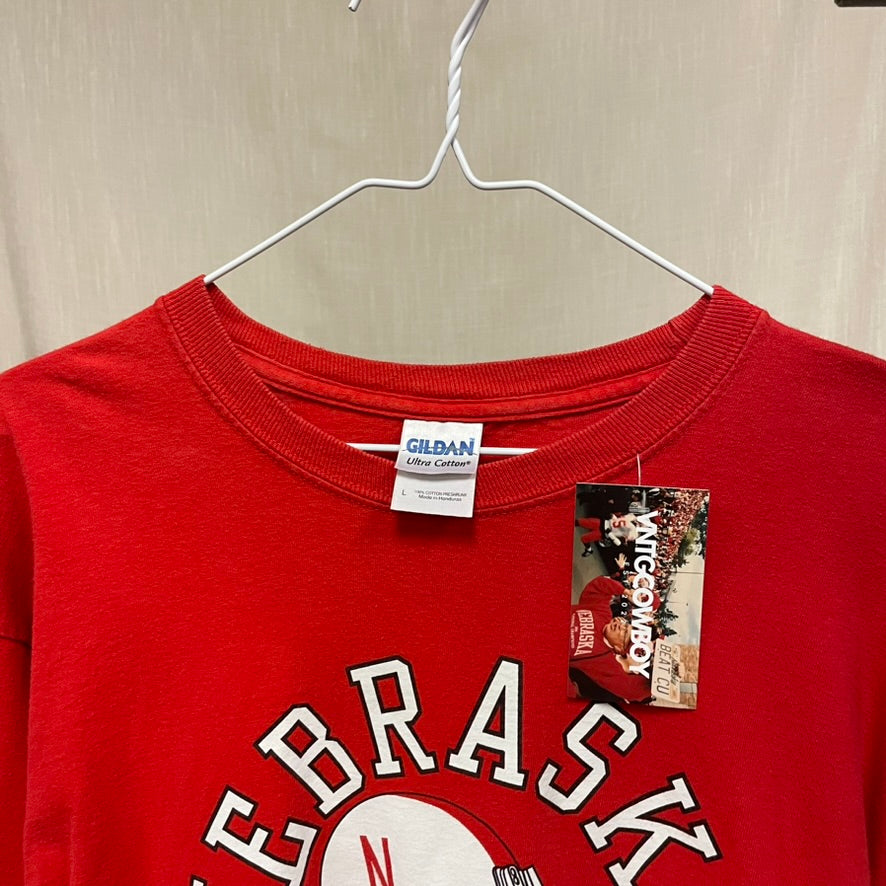 GILDAN
Ultra Cotton®
L
100% COTTON PRESHRUNK
Made in Honduras
VNTGCOWBOY
EBRASKA
BEAT CU
EBRASK
N